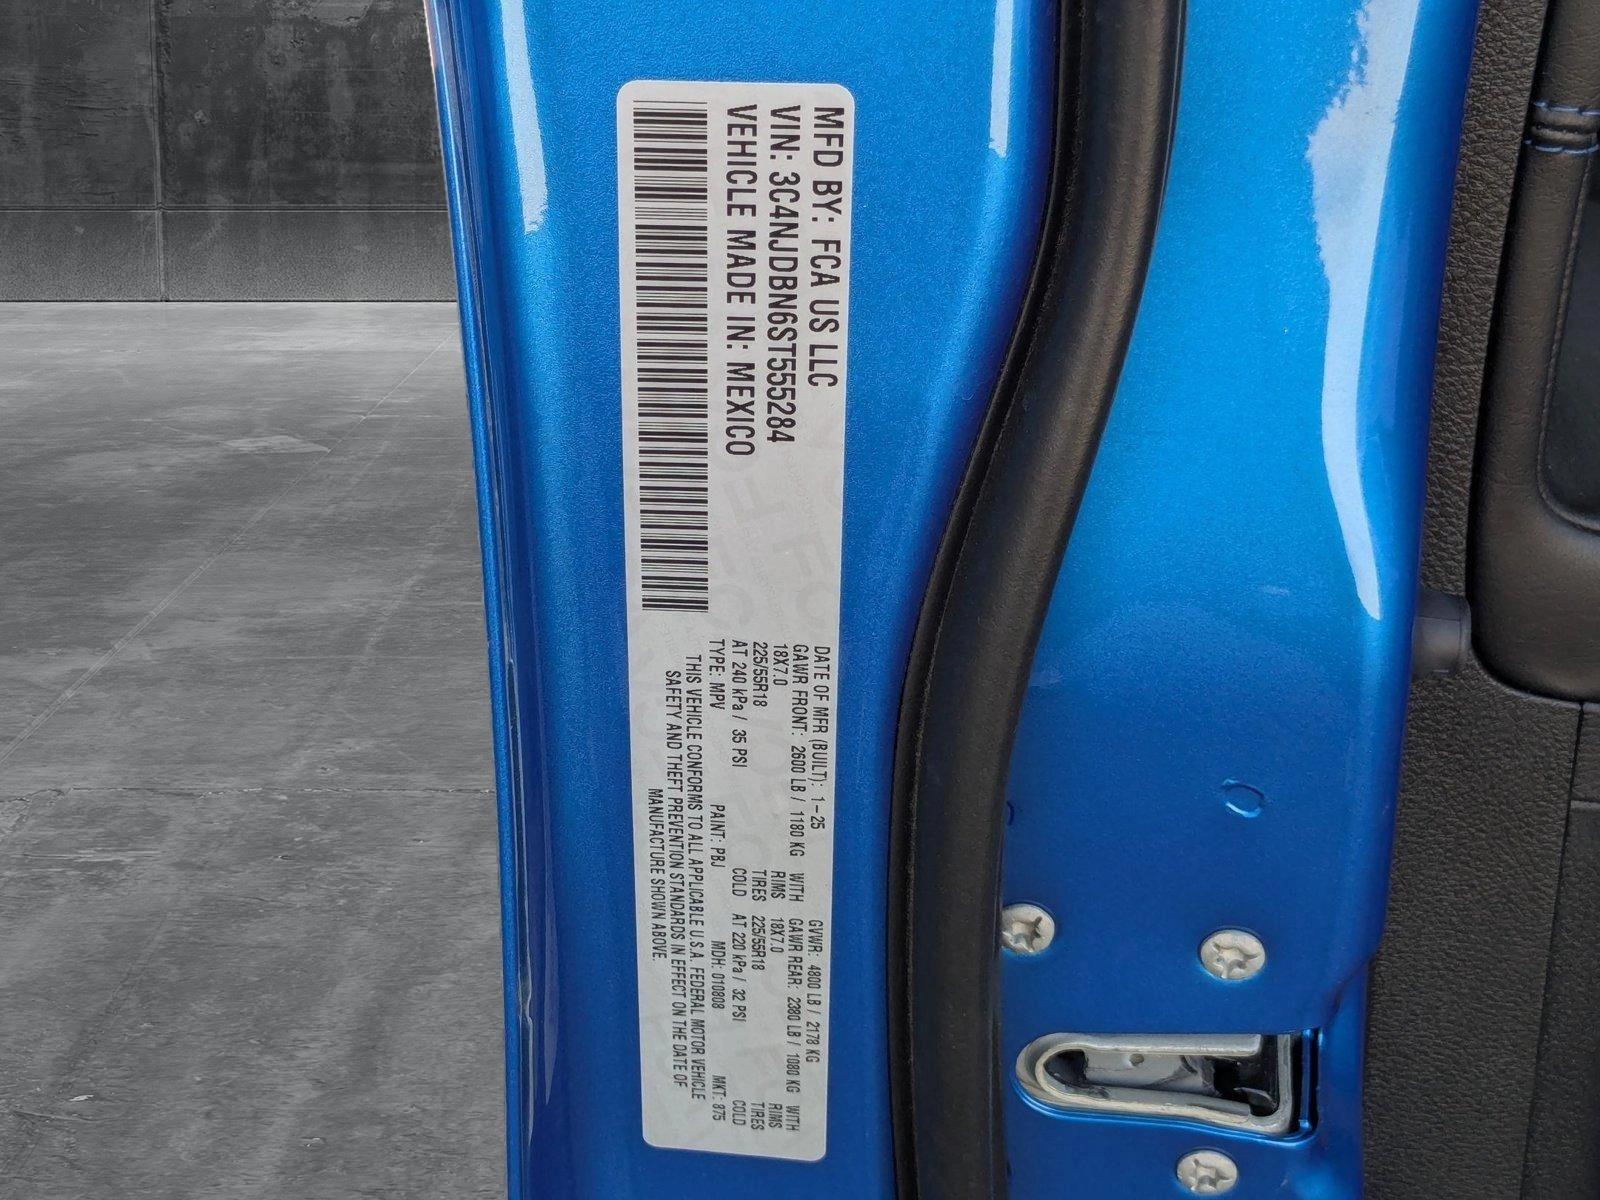 MFD BY: FCA US LLC
VIN: 3C4NJDBN6ST555284
VEHICLE MADE IN: MEXICO
DATE OF MFR (BUILT): 1-25 GVWR: 4800 LB / 2178 KG
GAWR FRONT: 2600 LB / 1180 KG WITH GAWR REAR: 2380 LB / 1080 KG WITH
18X7.0 RIMS 18X7.0 RIMS
225/55R18 TIRES 225/55R18 TIRES
AT 240 kPa / 35 PSI COLD AT 220 kPa / 32 PSI COLD
TYPE: MPV PAINT: PBJ MDH: 010808 MKT: 875
THIS VEHICLE CONFORMS TO ALL APPLICABLE U.S.A. FEDERAL MOTOR VEHICLE
SAFETY AND THEFT PREVENTION STANDARDS IN EFFECT ON THE DATE OF
MANUFACTURE SHOWN ABOVE.